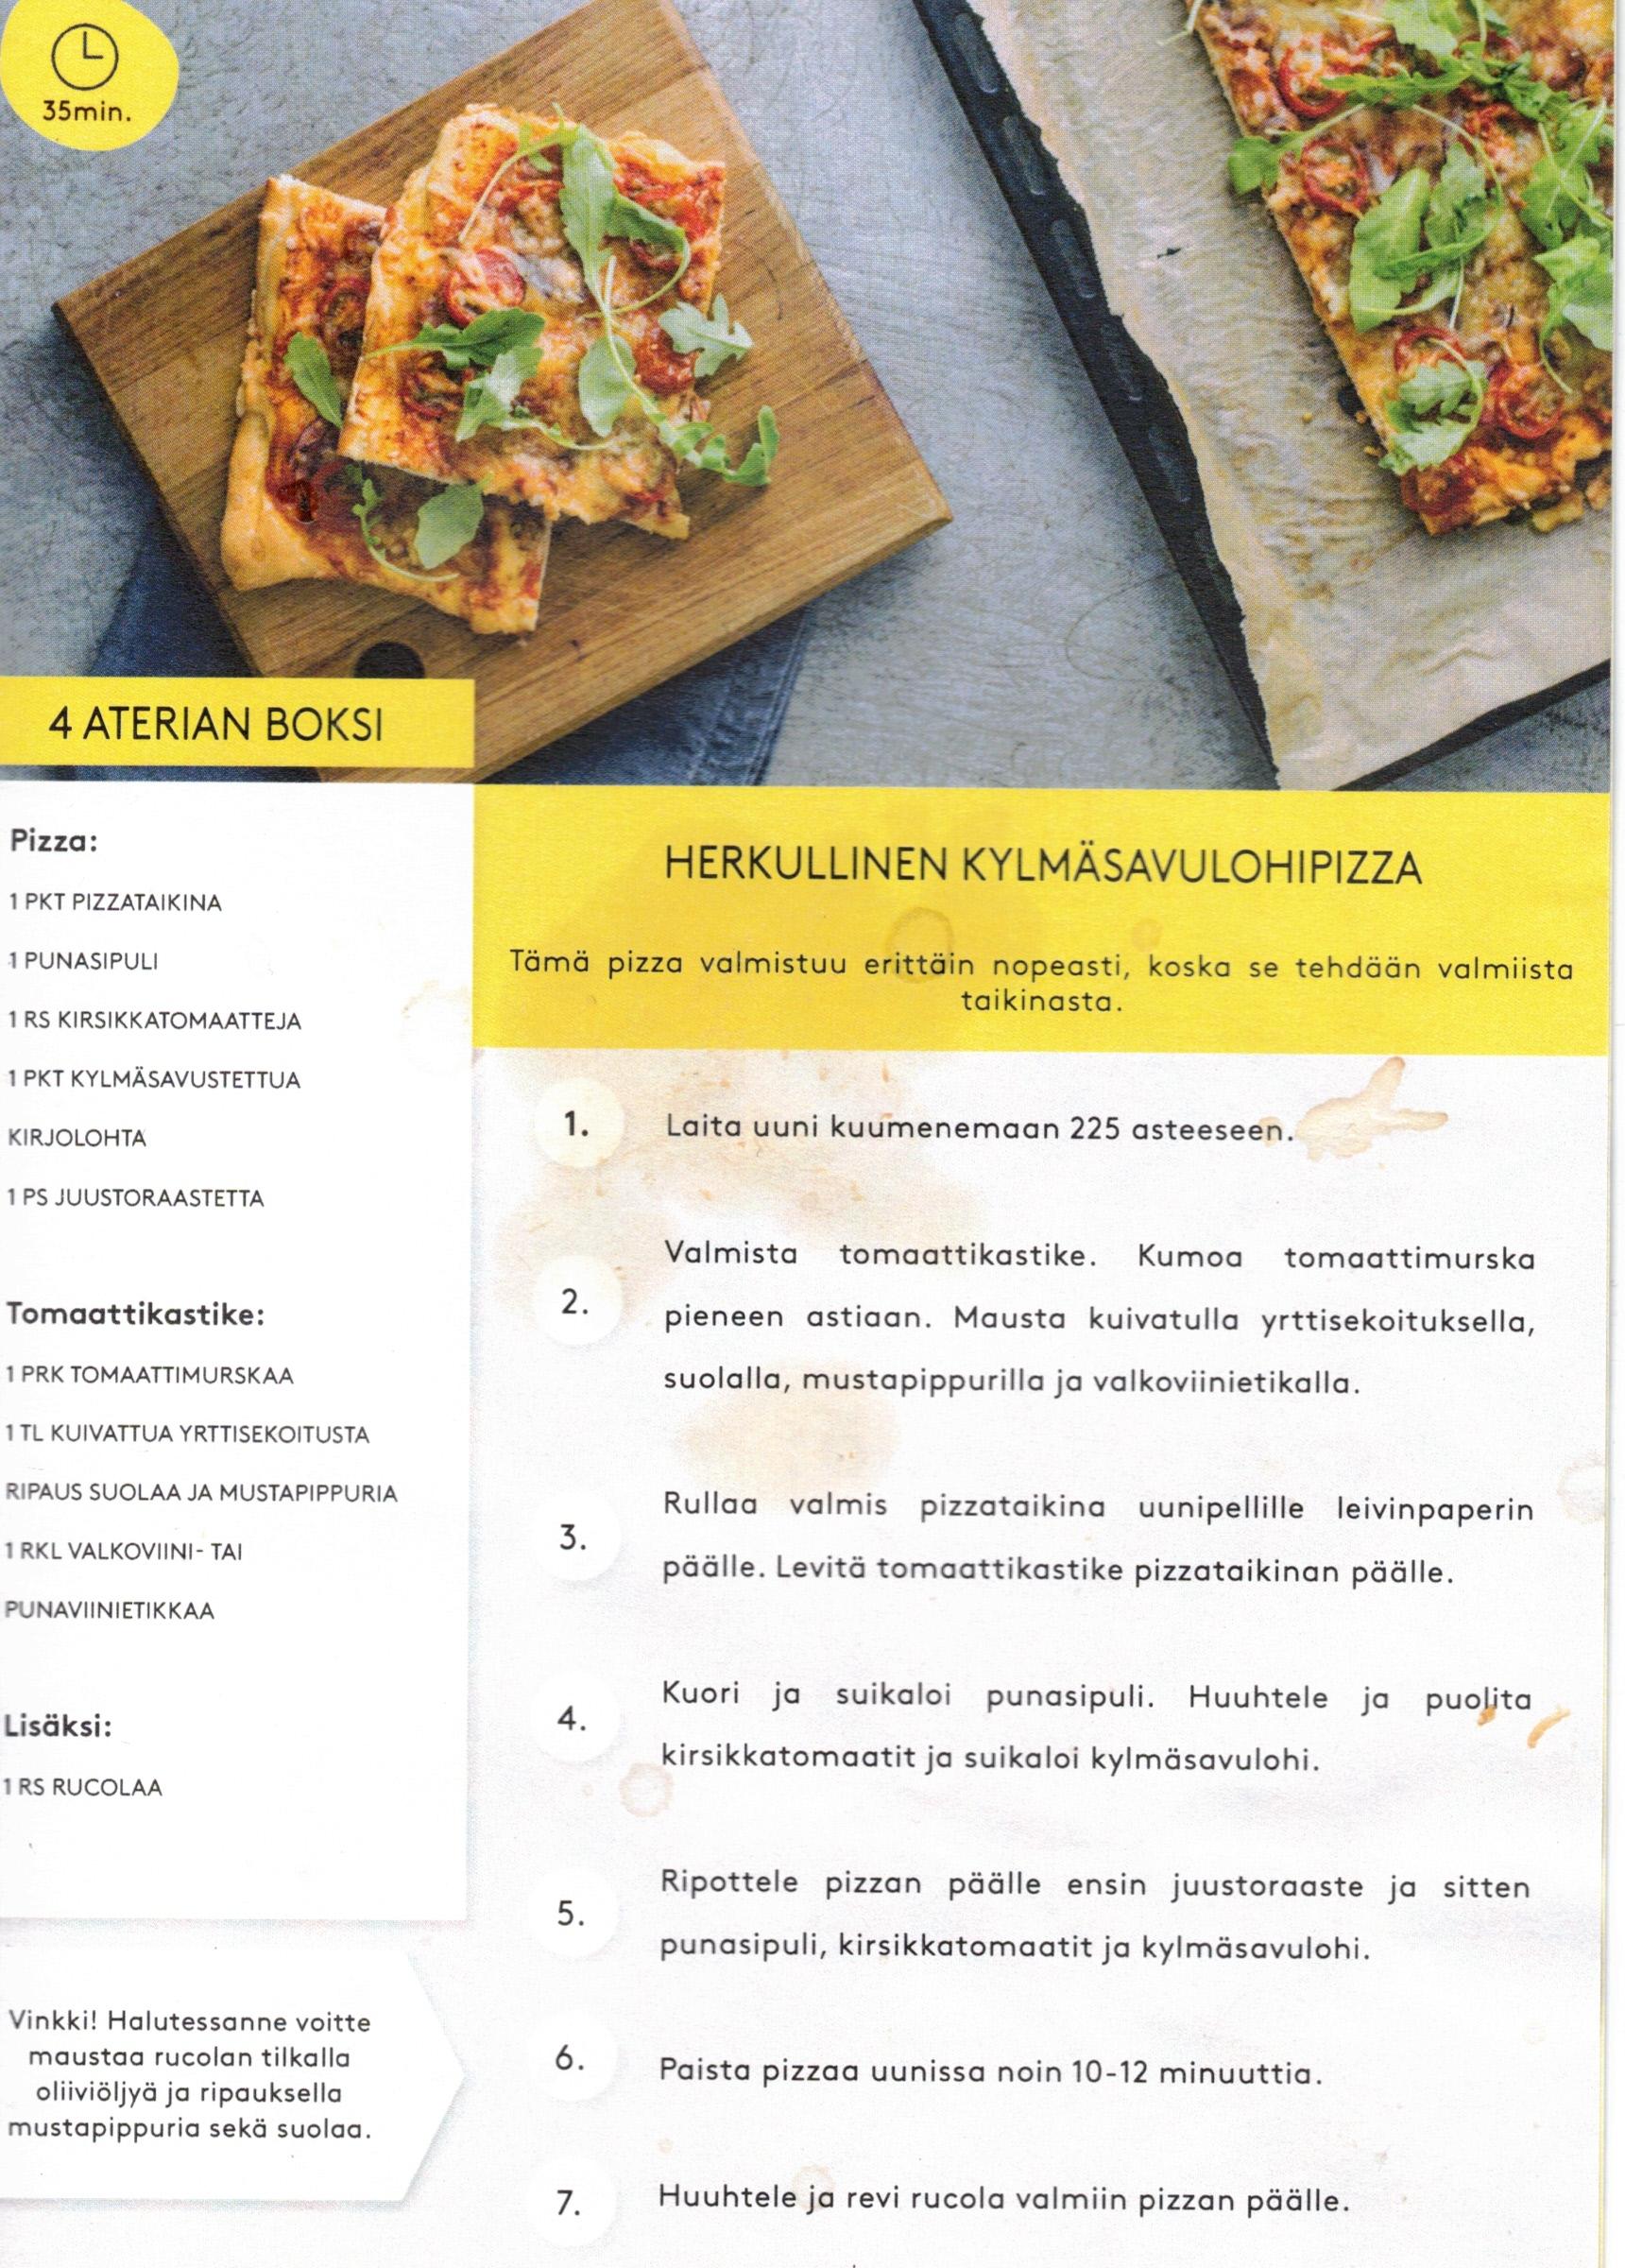 35min.
4 ATERIAN BOKSI
Pizza:
1 PKT PIZZATAIKINA
1 PUNASIPULI
1 RS KIRSIKKATOMAATTEJA
1 PKT KYLMÄSAVUSTETTUA
KIRJOLOHTA
1 PS JUUSTORAASTETTA
Tomaattikastike:
1 PRK TOMAATTIMURSKAA
1 TL KUIVATTUA YRTTISEKOITUSTA
RIPAUS SUOLAA JA MUSTAPIPPURIA
1 RKL VALKOVIINI- TAI
PUNAVIINIETIKKAA
Lisäksi:
1 RS RUCOLAA
Vinkki! Halutessanne voitte
maustaa rucolan tilkalla
oliiviöljyä ja ripauksella
mustapippuria sekä suolaa.
HERKULLINEN KYLMÄSAVULOHIPIZZA
Tämä pizza valmistuu erittäin nopeasti, koska se tehdään valmiista
taikinasta.
1. Laita uuni kuumenemaan 225 asteeseen.
2. Valmista tomaattikastike. Kumoa tomaattimurska
pieneen astiaan. Mausta kuivatulla yrttisekoituksella,
suolalla, mustapippurilla ja valkoviinietikalla.
3. Rullaa valmis pizzataikina uunipellille leivinpaperin
päälle. Levitä tomaattikastike pizzataikinan päälle.
4. Kuori ja suikaloi punasipuli. Huuhtele ja puolita
kirsikkatomaatit ja suikaloi kylmäsavulohi.
5. Ripottele pizzan päälle ensin juustoraaste ja sitten
punasipuli, kirsikkatomaatit ja kylmäsavulohi.
6. Paista pizzaa uunissa noin 10-12 minuuttia.
7. Huuhtele ja revi rucola valmiin pizzan päälle.